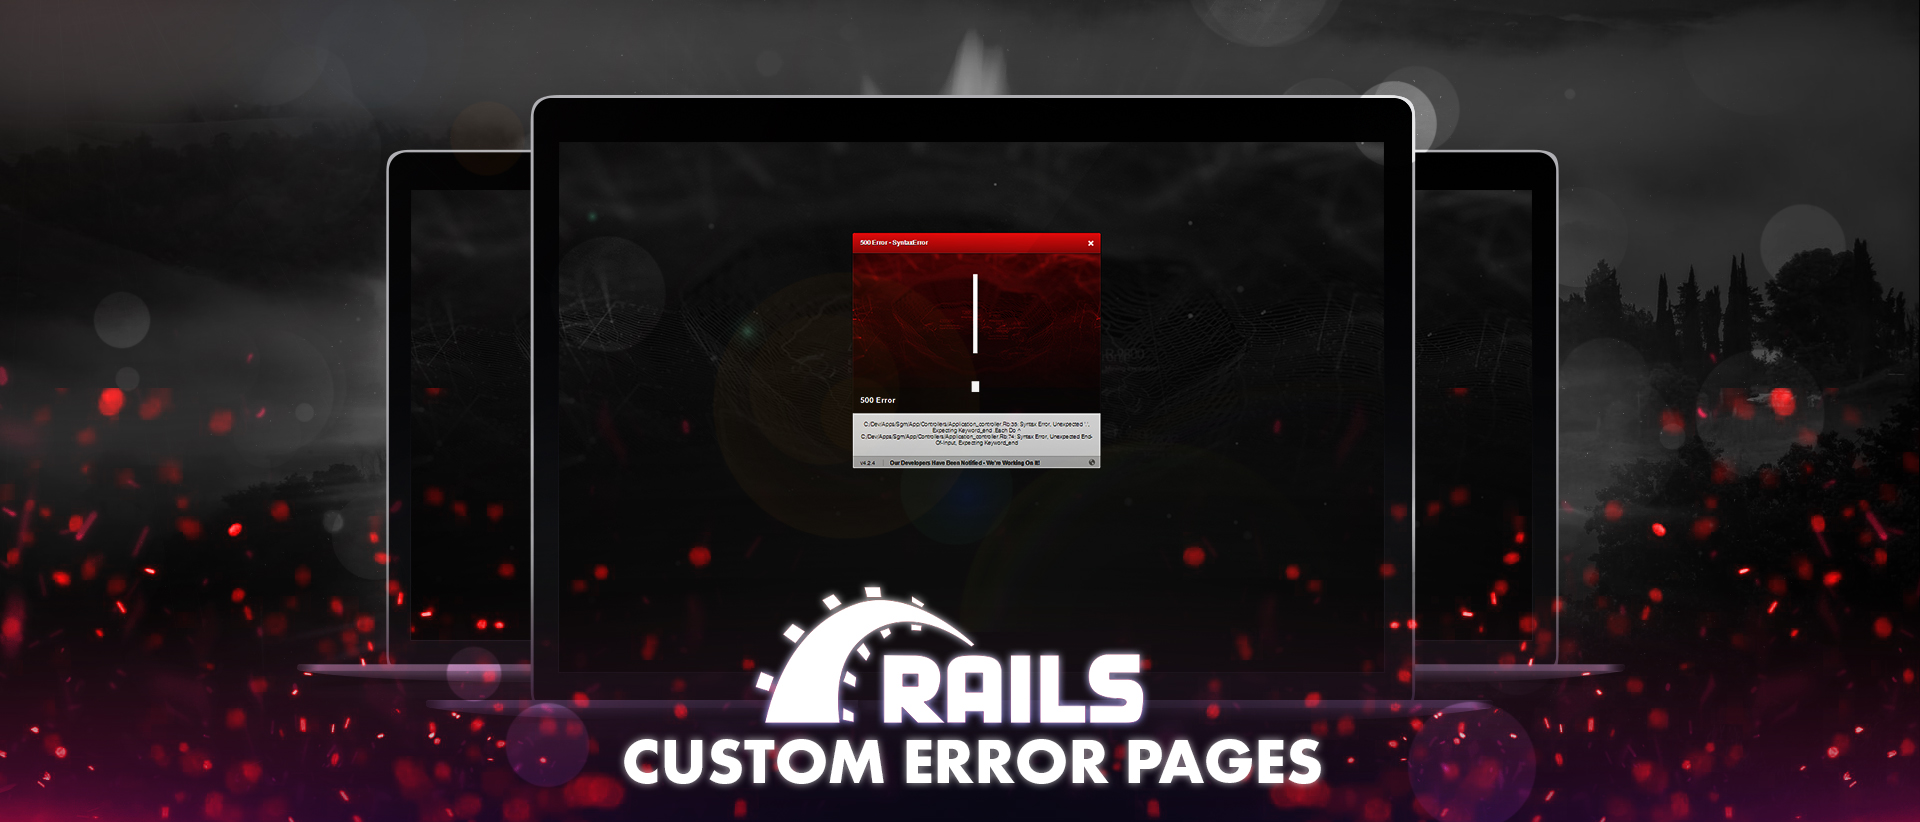 500 Error - SyntaxError
500 Error
C:/Dev/Apps/Sgm/App/Controllers/Application_controller.Rb:39: Syntax Error, Unexpected '.',
Expecting Keyword_end .Each Do ^
C:/Dev/Apps/Sgm/App/Controllers/Application_controller.Rb:74: Syntax Error, Unexpected End-
Of-Input, Expecting Keyword_end
v4.2.4 Our Developers Have Been Notified - We're Working On It!
RAILS
CUSTOM ERROR PAGES